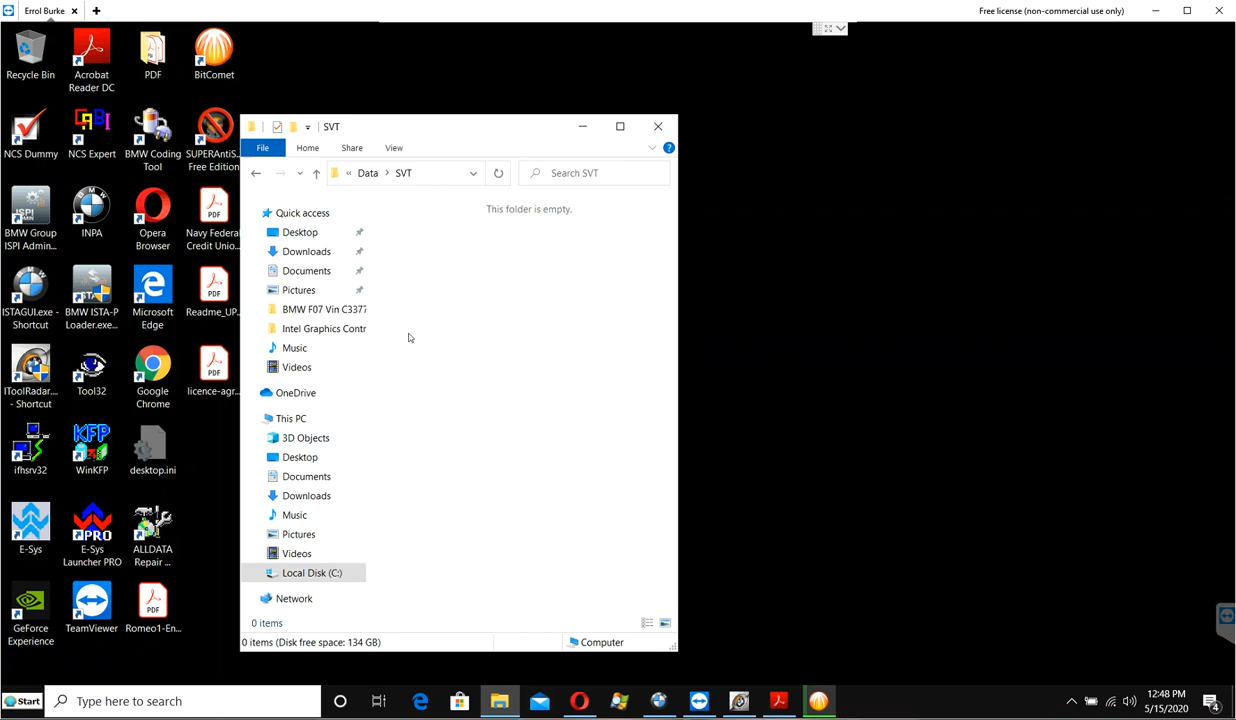 Errol Burke
Free license (non-commercial use only)
Recycle Bin
Acrobat
Reader DC
PDF
BitComet
NCS Dummy
NCS Expert
BMW Coding
Tool
SUPERAntiS...
Free Edition
BMW Group
ISPI Admin...
INPA
Opera
Browser
Navy Federal
Credit Unio...
ISTAGUI.exe -
Shortcut
BMW ISTA-P
Loader.exe...
Microsoft
Edge
Readme_UP...
IToolRadar....
- Shortcut
Tool32
Google
Chrome
licence-agr...
ifhsrv32
WinKFP
desktop.ini
E-Sys
E-Sys
Launcher PRO
ALLDATA
Repair ...
GeForce
Experience
TeamViewer
Romeo1-En...
SVT
File
Home
Share
View
« Data > SVT
Search SVT
This folder is empty.
Quick access
Desktop
Downloads
Documents
Pictures
BMW F07 Vin C3377
Intel Graphics Contr
Music
Videos
OneDrive
This PC
3D Objects
Desktop
Documents
Downloads
Music
Pictures
Videos
Local Disk (C:)
Network
0 items
0 items (Disk free space: 134 GB)
Computer
Start
Type here to search
12:48 PM
5/15/2020
4